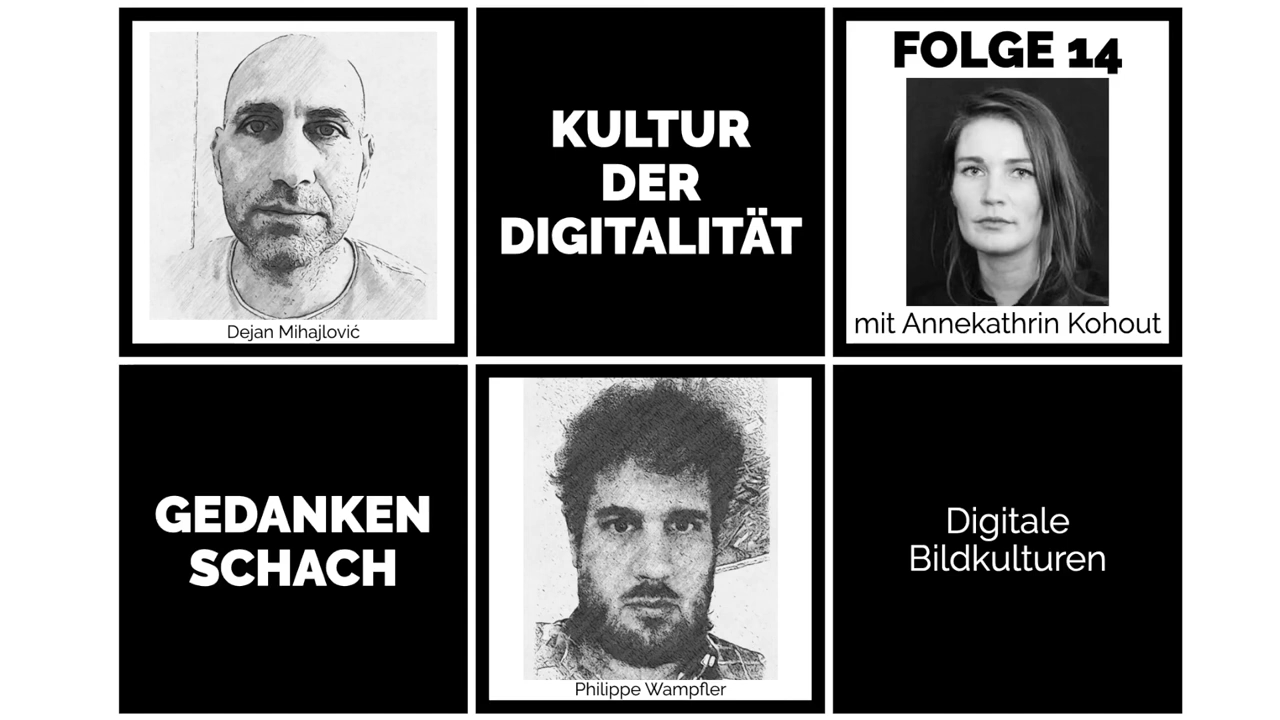 Dejan Mihajlović
KULTUR
DER
DIGITALITÄT
FOLGE 14
mit Annekathrin Kohout
GEDANKEN
SCHACH
Philippe Wampfler
Digitale
Bildkulturen